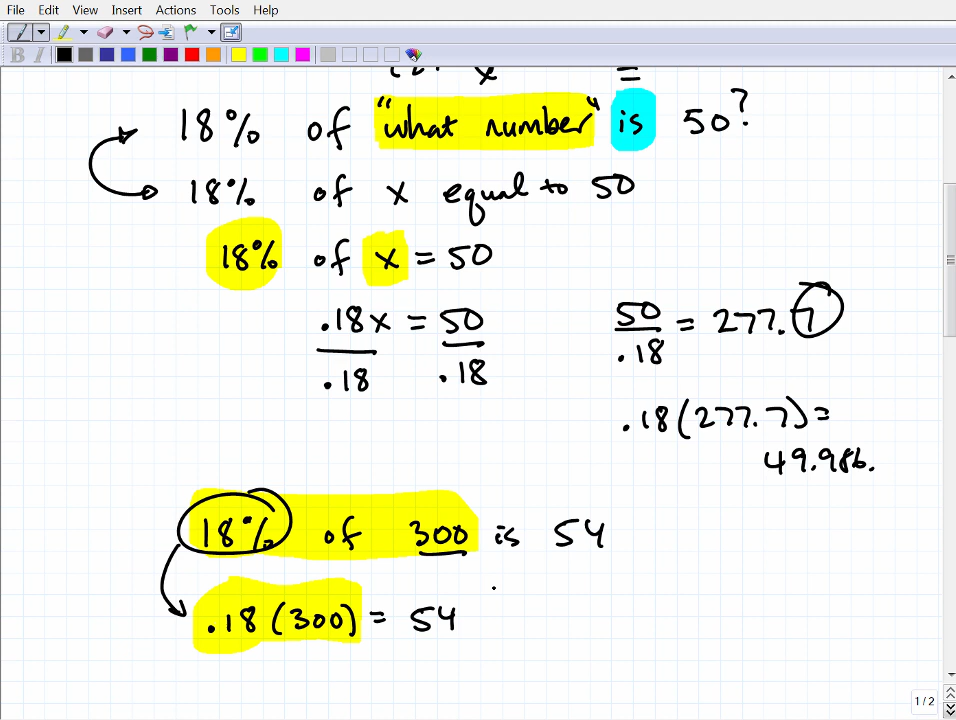 File Edit View Insert Actions Tools Help
B I
18% of "what number" is 50?
18% of x equal to 50
18% of x = 50
.18x = 50
.18 .18
50 = 277.7
.18
.18(277.7) =
49.986.
18% of 300 is 54
.18(300) = 54
1 / 2